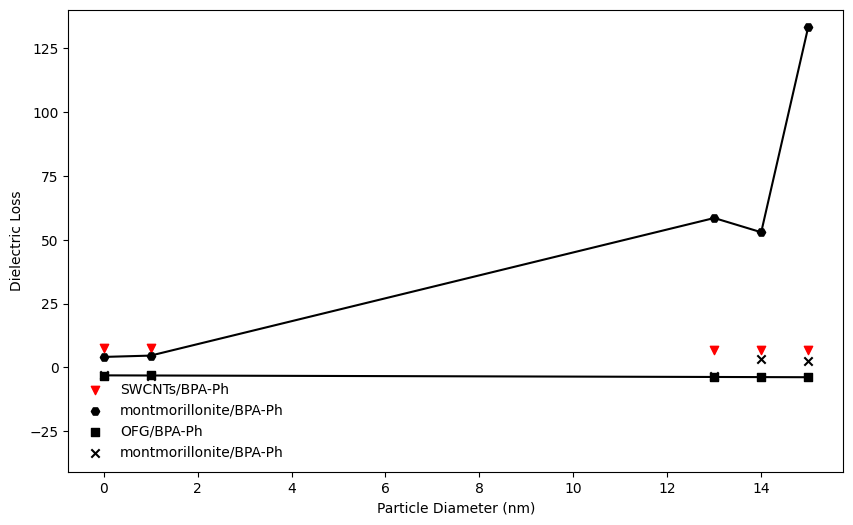 125
100
75
50
25
0
−25
Dielectric Loss
SWCNTs/BPA-Ph
montmorillonite/BPA-Ph
OFG/BPA-Ph
montmorillonite/BPA-Ph
0 2 4 6 8 10 12 14
Particle Diameter (nm)